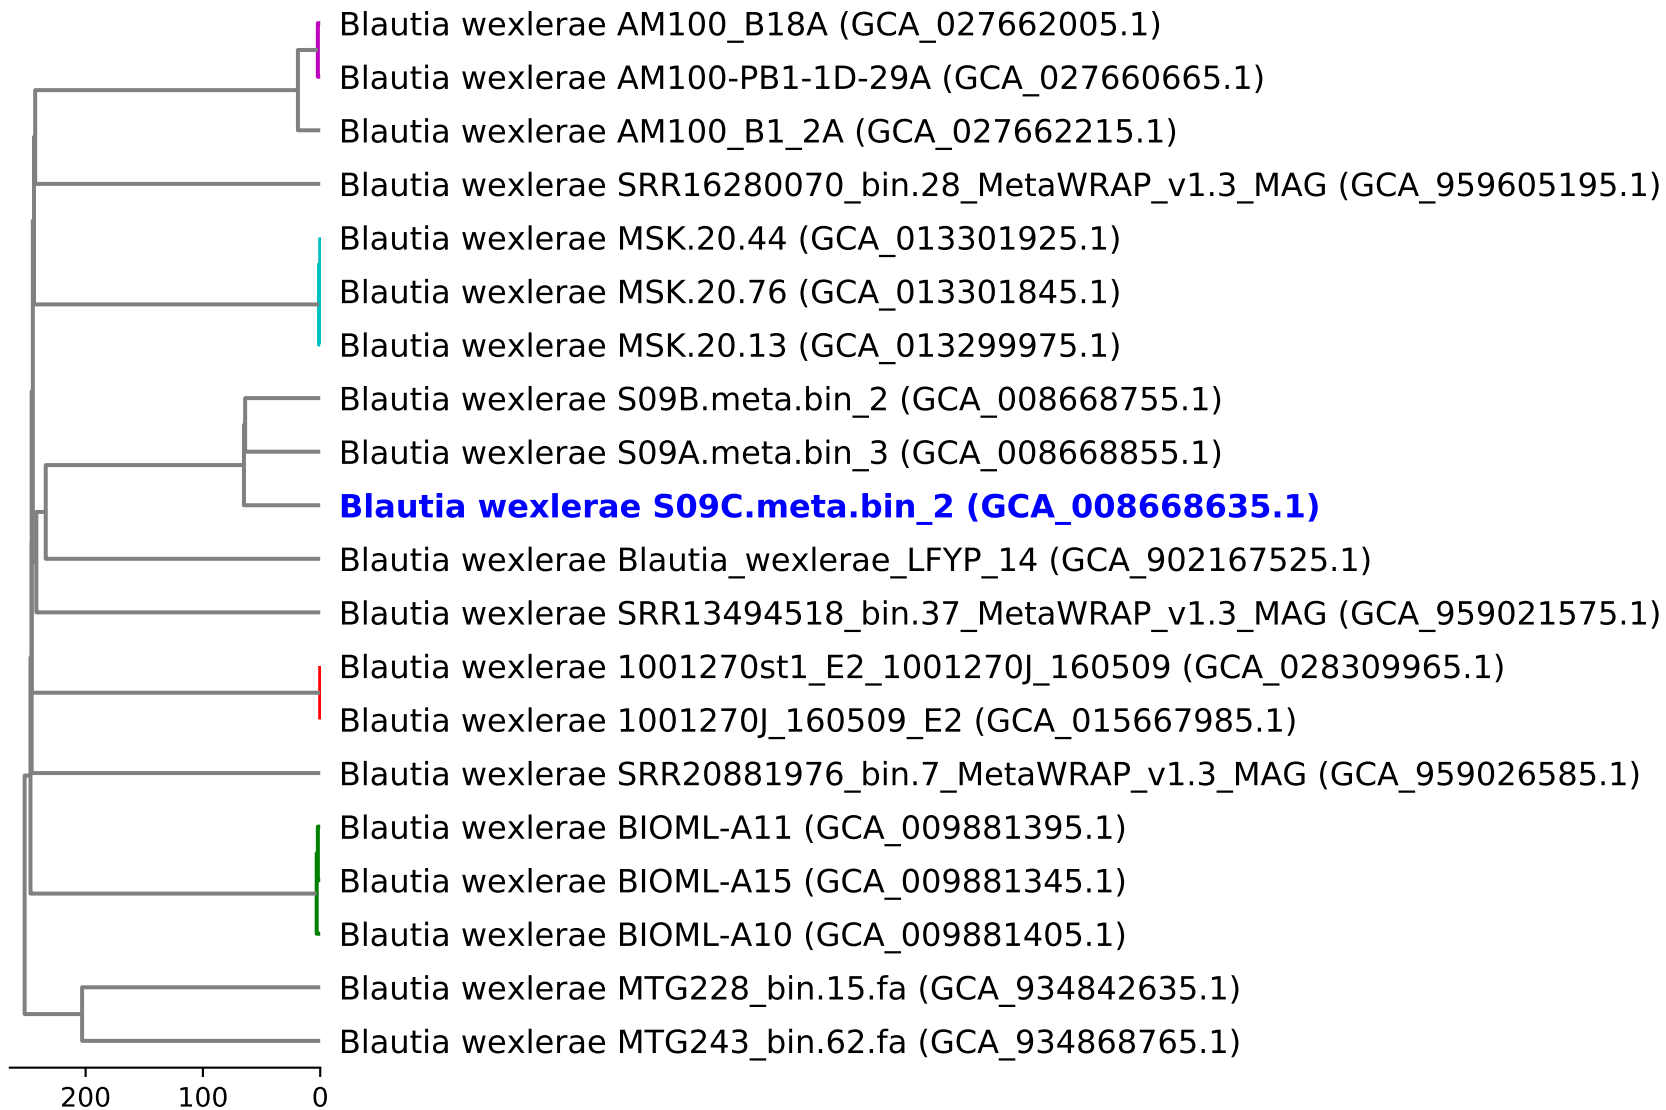 Blautia wexlerae AM100_B18A (GCA_027662005.1)
Blautia wexlerae AM100-PB1-1D-29A (GCA_027660665.1)
Blautia wexlerae AM100_B1_2A (GCA_027662215.1)
Blautia wexlerae SRR16280070_bin.28_MetaWRAP_v1.3_MAG (GCA_959605195.1)
Blautia wexlerae MSK.20.44 (GCA_013301925.1)
Blautia wexlerae MSK.20.76 (GCA_013301845.1)
Blautia wexlerae MSK.20.13 (GCA_013299975.1)
Blautia wexlerae S09B.meta.bin_2 (GCA_008668755.1)
Blautia wexlerae S09A.meta.bin_3 (GCA_008668855.1)
Blautia wexlerae S09C.meta.bin_2 (GCA_008668635.1)
Blautia wexlerae Blautia_wexlerae_LFYP_14 (GCA_902167525.1)
Blautia wexlerae SRR13494518_bin.37_MetaWRAP_v1.3_MAG (GCA_959021575.1)
Blautia wexlerae 1001270st1_E2_1001270J_160509 (GCA_028309965.1)
Blautia wexlerae 1001270J_160509_E2 (GCA_015667985.1)
Blautia wexlerae SRR20881976_bin.7_MetaWRAP_v1.3_MAG (GCA_959026585.1)
Blautia wexlerae BIOML-A11 (GCA_009881395.1)
Blautia wexlerae BIOML-A15 (GCA_009881345.1)
Blautia wexlerae BIOML-A10 (GCA_009881405.1)
Blautia wexlerae MTG228_bin.15.fa (GCA_934842635.1)
Blautia wexlerae MTG243_bin.62.fa (GCA_934868765.1)
200 100 0